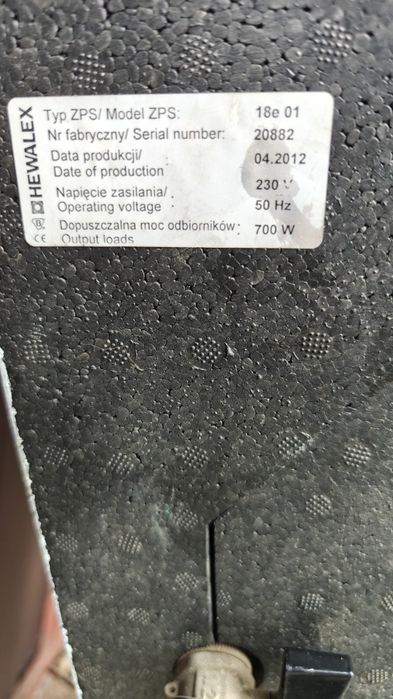 HEWALEX
Typ ZPS/ Model ZPS: 18e 01
Nr fabryczny/ Serial number: 20882
Data produkcji/ : 04.2012
Date of production
Napięcie zasilania/ : 230 V
Operating voltage 50 Hz
Dopuszczalna moc odbiorników: 700 W
Output loads
CE